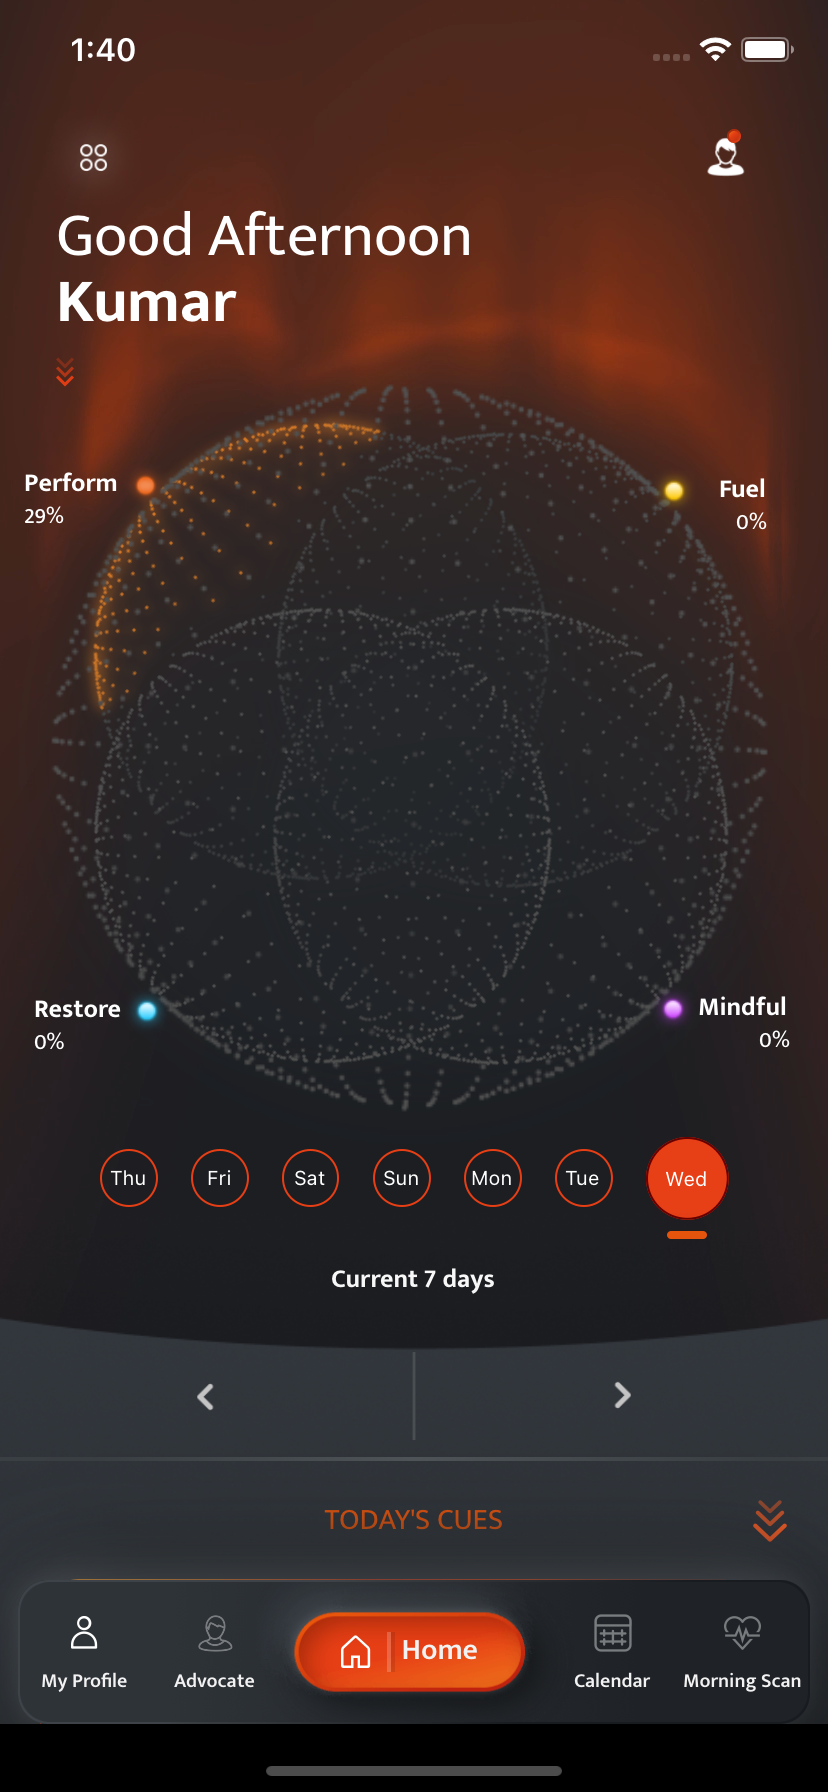 1:40
Good Afternoon
Kumar
Perform
29%
Fuel
0%
Restore
0%
Mindful
0%
Thu Fri Sat Sun Mon Tue Wed
Current 7 days
TODAY'S CUES
My Profile Advocate Home Calendar Morning Scan